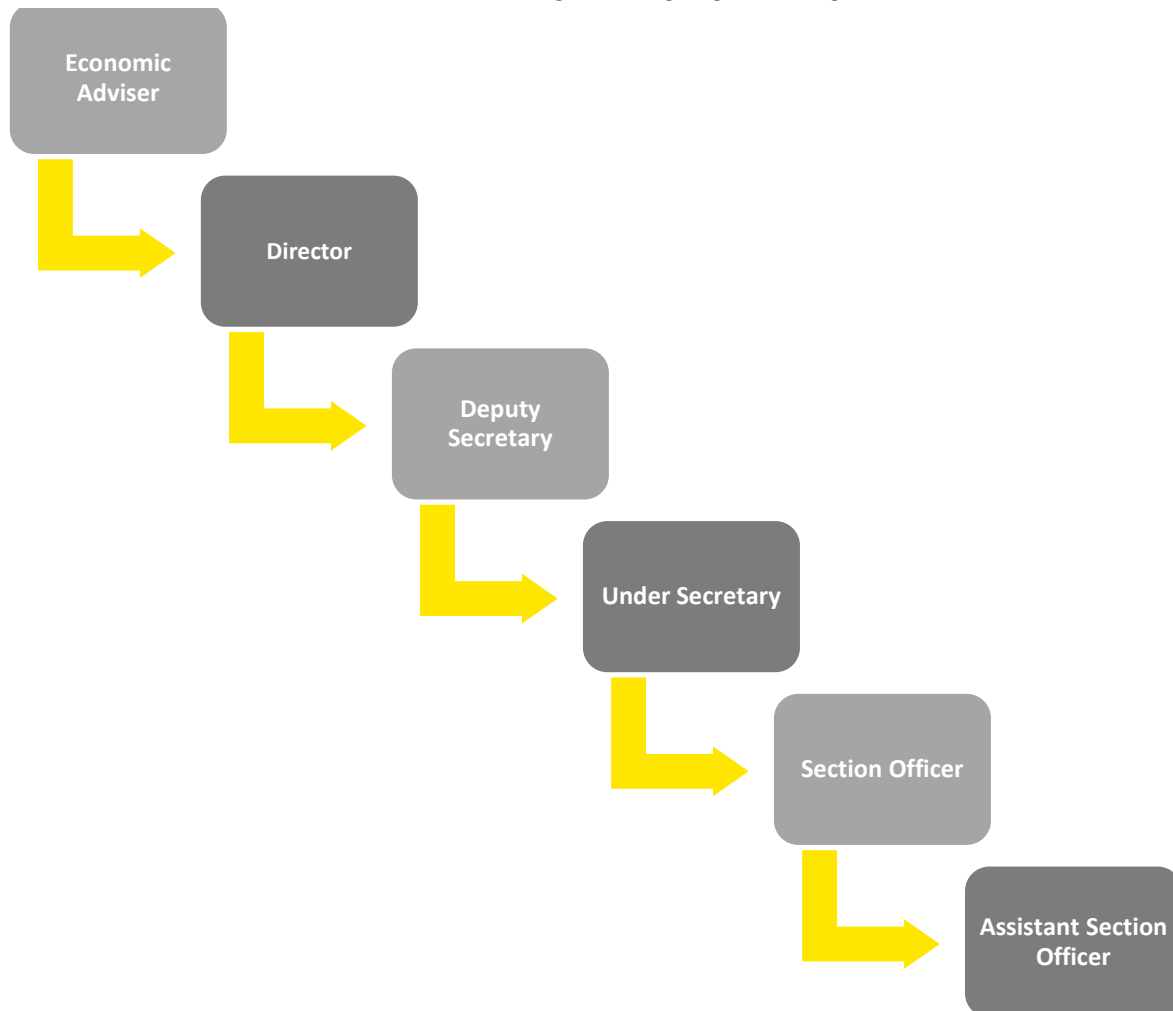 Economic
Adviser
Director
Deputy
Secretary
Under Secretary
Section Officer
Assistant Section
Officer